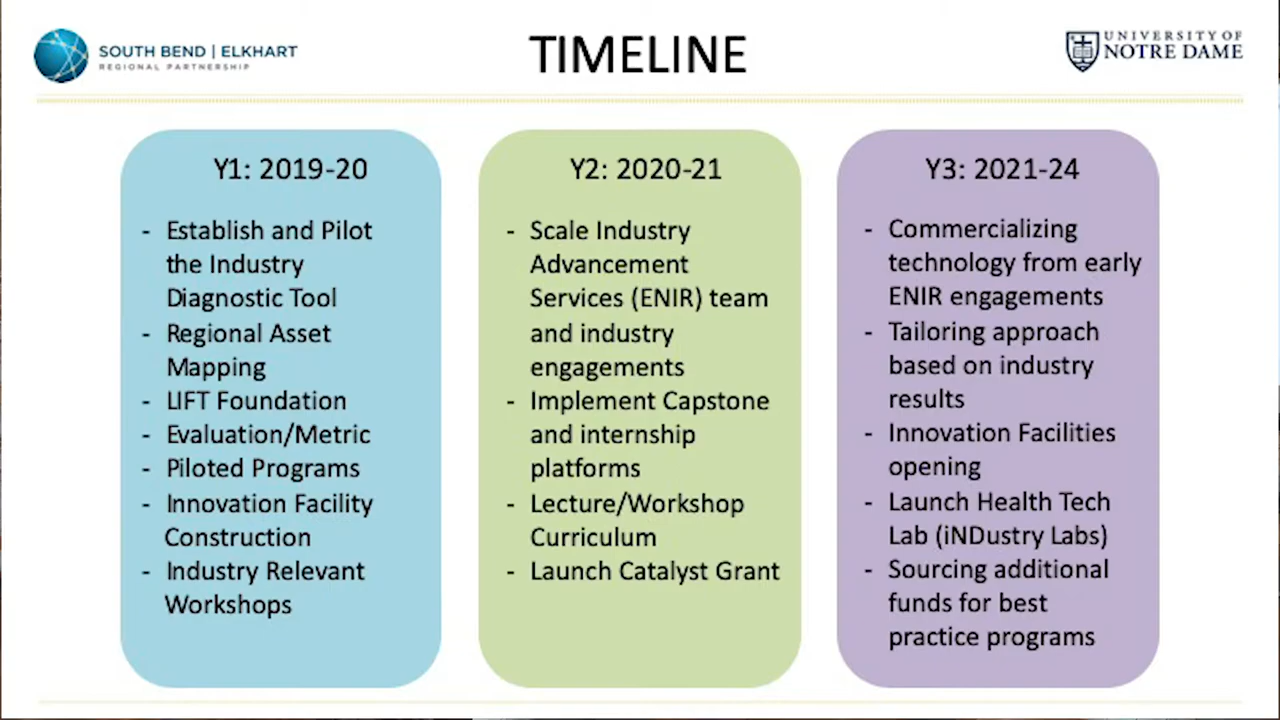 SOUTH BEND | ELKHART
REGIONAL PARTNERSHIP
TIMELINE
UNIVERSITY OF
NOTRE DAME
Y1: 2019-20
- Establish and Pilot
the Industry
Diagnostic Tool
- Regional Asset
Mapping
- LIFT Foundation
- Evaluation/Metric
- Piloted Programs
- Innovation Facility
Construction
- Industry Relevant
Workshops
Y2: 2020-21
- Scale Industry
Advancement
Services (ENIR) team
and industry
engagements
- Implement Capstone
and internship
platforms
- Lecture/Workshop
Curriculum
- Launch Catalyst Grant
Y3: 2021-24
- Commercializing
technology from early
ENIR engagements
- Tailoring approach
based on industry
results
- Innovation Facilities
opening
- Launch Health Tech
Lab (iNDustry Labs)
- Sourcing additional
funds for best
practice programs